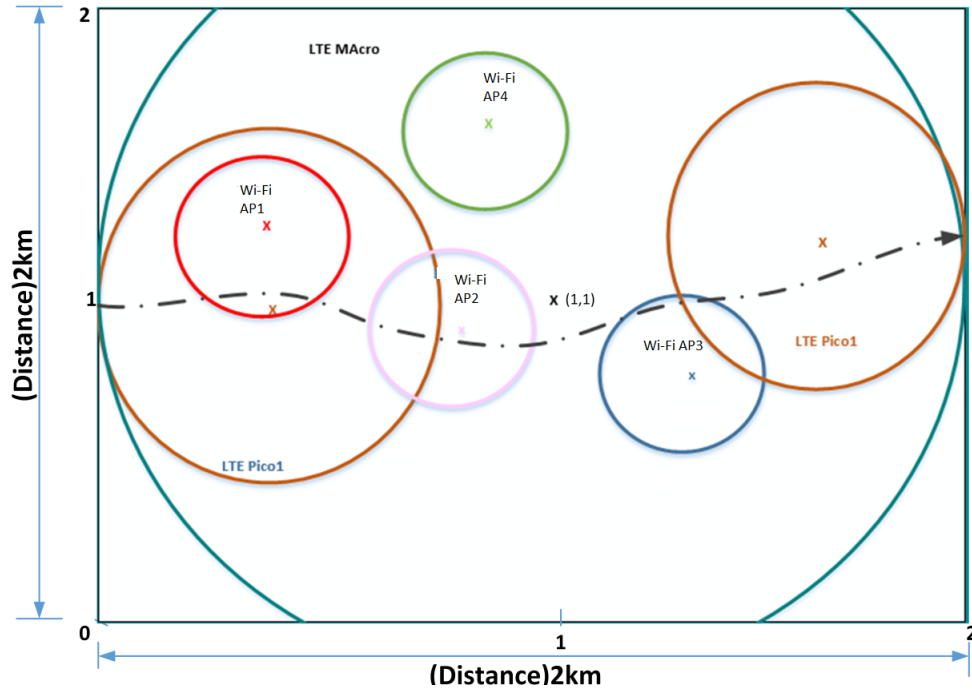 2
LTE MAcro
Wi-Fi
AP4
x
Wi-Fi
AP1
x
x
(Distance)2km
1
x
Wi-Fi
AP2
x
x (1,1)
Wi-Fi AP3
x
LTE Pico1
LTE Pico1
0
1
2
(Distance)2km